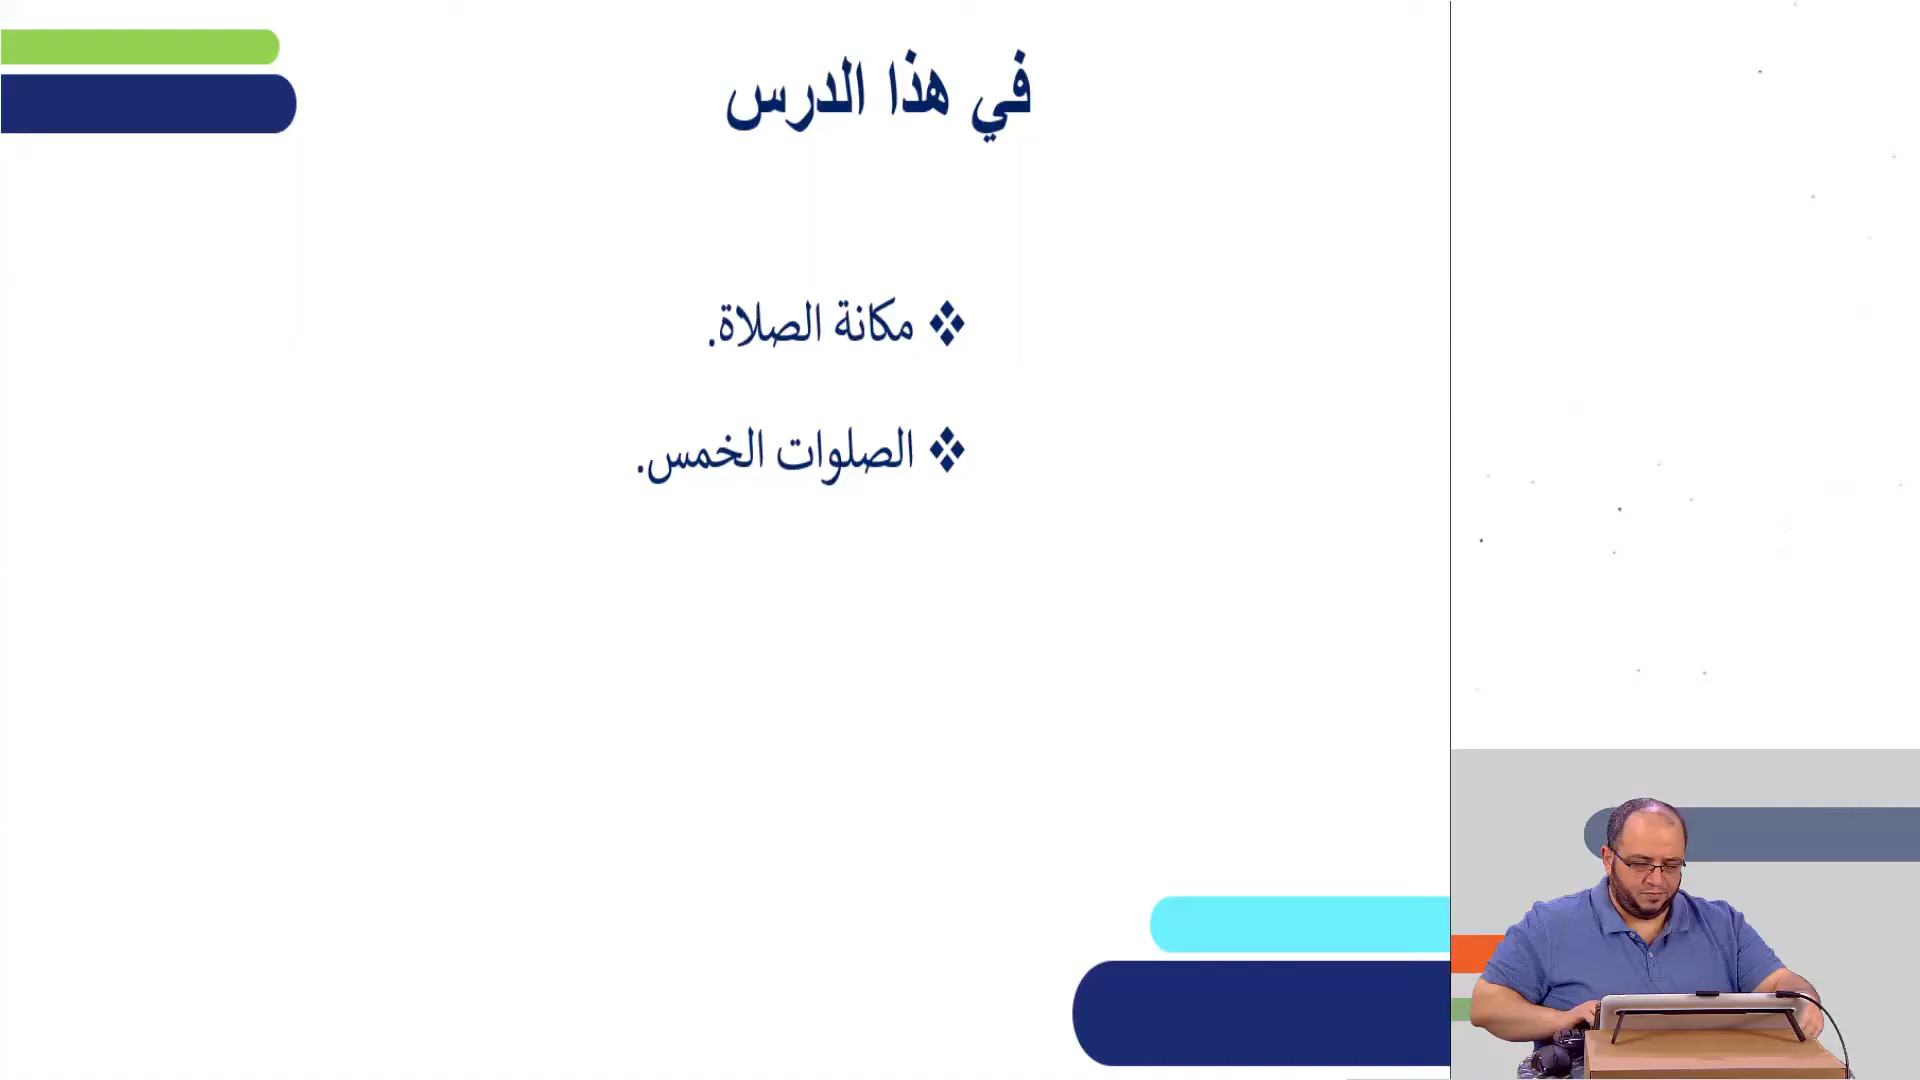 في هذا الدرس
❖ مكانة الصلاة.
❖ الصلوات الخمس.